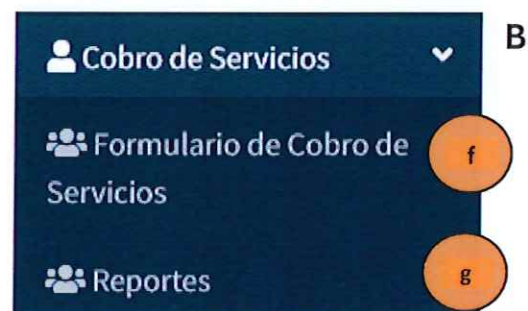 Cobro de Servicios
B
Formulario de Cobro de
f
Servicios
Reportes
g